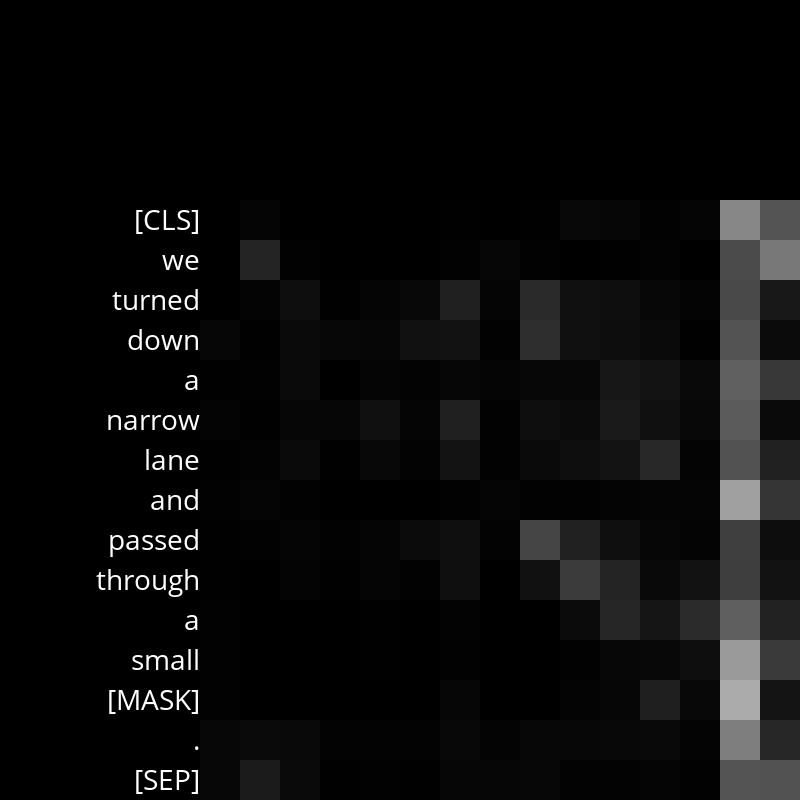 [CLS]
we
turned
down
a
narrow
lane
and
passed
through
a
small
[MASK]
.
[SEP]